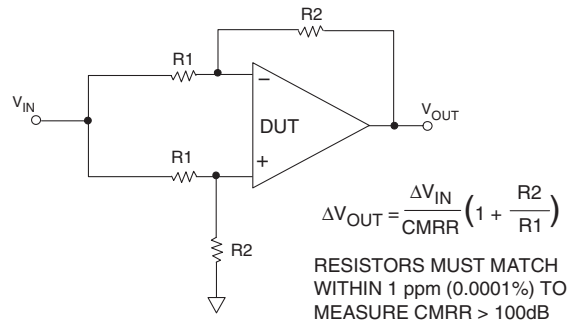 R2
R1
V_IN
−
DUT
V_OUT
R1
+
R2
ΔV_OUT = ΔV_IN / CMRR (1 + R2 / R1)
RESISTORS MUST MATCH
WITHIN 1 ppm (0.0001%) TO
MEASURE CMRR > 100dB